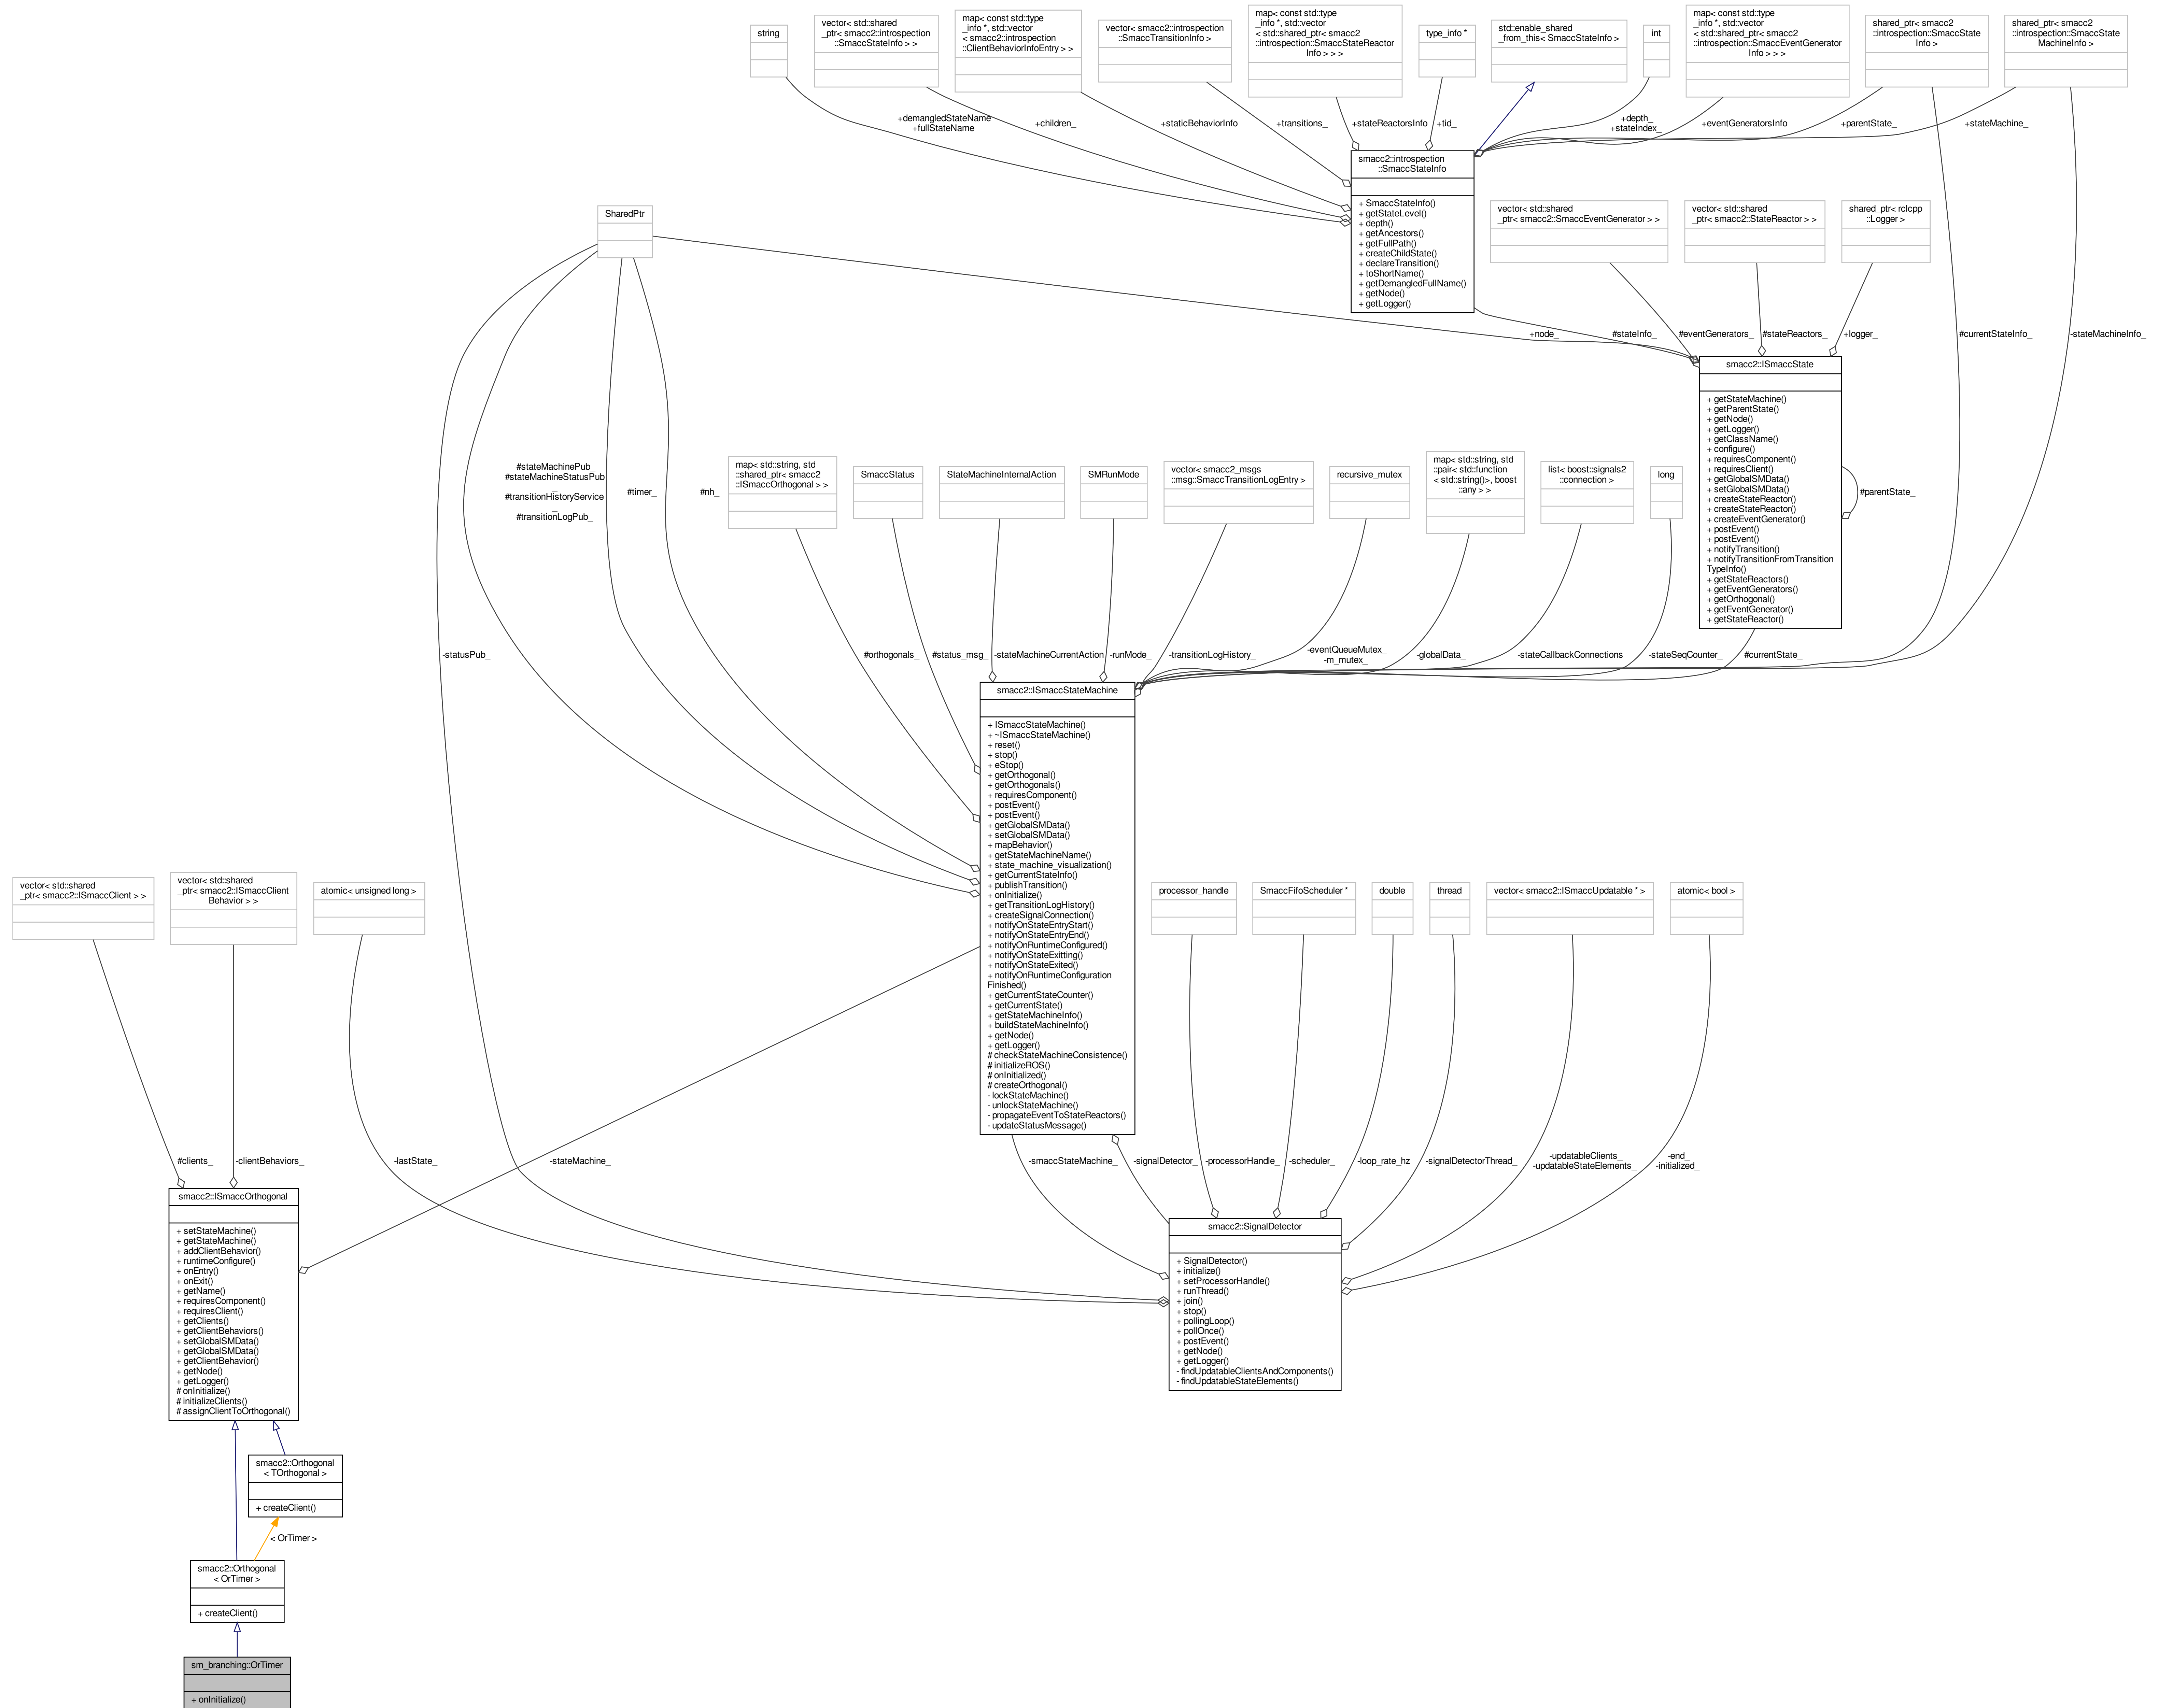 string
vector< std::shared
_ptr< smacc2::introspection
::SmaccStateInfo > >
map< const std::type
_info *, std::vector
< smacc2::introspection
::ClientBehaviorInfoEntry > >
vector< smacc2::introspection
::SmaccTransitionInfo >
map< const std::type
_info *, std::vector
< std::shared_ptr< smacc2
::introspection::SmaccStateReactor
Info > > >
type_info *
std::enable_shared
_from_this< SmaccStateInfo >
int
map< const std::type
_info *, std::vector
< std::shared_ptr< smacc2
::introspection::SmaccEventGenerator
Info > > >
shared_ptr< smacc2
::introspection::SmaccState
Info >
shared_ptr< smacc2
::introspection::SmaccState
MachineInfo >
+demangledStateName
+fullStateName
+children_
+staticBehaviorInfo
+transitions_
+stateReactorsInfo
+tid_
+depth_
+stateIndex_
+eventGeneratorsInfo
+parentState_
+stateMachine_
smacc2::introspection
::SmaccStateInfo
+ SmaccStateInfo()
+ getStateLevel()
+ depth()
+ getAncestors()
+ getFullPath()
+ createChildState()
+ declareTransition()
+ toShortName()
+ getDemangledFullName()
+ getNode()
+ getLogger()
SharedPtr
vector< std::shared
_ptr< smacc2::SmaccEventGenerator > >
vector< std::shared
_ptr< smacc2::StateReactor > >
shared_ptr< rclcpp
::Logger >
+node_
#stateInfo_
#eventGenerators_
#stateReactors_
+logger_
#currentStateInfo_
-stateMachineInfo_
smacc2::ISmaccState
+ getStateMachine()
+ getParentState()
+ getNode()
+ getLogger()
+ getClassName()
+ configure()
+ requiresComponent()
+ requiresClient()
+ getGlobalSMData()
+ setGlobalSMData()
+ createStateReactor()
+ createStateReactor()
+ createEventGenerator()
+ postEvent()
+ postEvent()
+ notifyTransition()
+ notifyTransitionFromTransition
TypeInfo()
+ getStateReactors()
+ getEventGenerators()
+ getOrthogonal()
+ getEventGenerator()
+ getStateReactor()
#parentState_
#stateMachinePub_
#stateMachineStatusPub
_
#transitionHistoryService
_
#transitionLogPub_
#timer_
#nh_
map< std::string, std
::shared_ptr< smacc2
::ISmaccOrthogonal > >
SmaccStatus
StateMachineInternalAction
SMRunMode
vector< smacc2_msgs
::msg::SmaccTransitionLogEntry >
recursive_mutex
map< std::string, std
::pair< std::function
< std::string()>, boost
::any > >
list< boost::signals2
::connection >
long
-statusPub_
#orthogonals_
#status_msg_
-stateMachineCurrentAction
-runMode_
-transitionLogHistory_
-eventQueueMutex_
-m_mutex_
-globalData_
-stateCallbackConnections
-stateSeqCounter_
#currentState_
smacc2::ISmaccStateMachine
+ ISmaccStateMachine()
+ ~ISmaccStateMachine()
+ reset()
+ stop()
+ eStop()
+ getOrthogonal()
+ getOrthogonals()
+ requiresComponent()
+ postEvent()
+ postEvent()
+ getGlobalSMData()
+ setGlobalSMData()
+ mapBehavior()
+ getStateMachineName()
+ state_machine_visualization()
+ getCurrentStateInfo()
+ publishTransition()
+ onInitialize()
+ getTransitionLogHistory()
+ createSignalConnection()
+ notifyOnStateEntryStart()
+ notifyOnStateEntryEnd()
+ notifyOnRuntimeConfigured()
+ notifyOnStateExitting()
+ notifyOnStateExited()
+ notifyOnRuntimeConfiguration
Finished()
+ getCurrentStateCounter()
+ getCurrentState()
+ getStateMachineInfo()
+ buildStateMachineInfo()
+ getNode()
+ getLogger()
# checkStateMachineConsistence()
# initializeROS()
# onInitialized()
# createOrthogonal()
- lockStateMachine()
- unlockStateMachine()
- propagateEventToStateReactors()
- updateStatusMessage()
vector< std::shared
_ptr< smacc2::ISmaccClient > >
vector< std::shared
_ptr< smacc2::ISmaccClient
Behavior > >
atomic< unsigned long >
processor_handle
SmaccFifoScheduler *
double
thread
vector< smacc2::ISmaccUpdatable * >
atomic< bool >
#clients_
-clientBehaviors_
-lastState_
-stateMachine_
-smaccStateMachine_
-signalDetector_
-processorHandle_
-scheduler_
-loop_rate_hz
-signalDetectorThread_
-updatableClients_
-updatableStateElements_
-end_
-initialized_
smacc2::ISmaccOrthogonal
+ setStateMachine()
+ getStateMachine()
+ addClientBehavior()
+ runtimeConfigure()
+ onEntry()
+ onExit()
+ getName()
+ requiresComponent()
+ requiresClient()
+ getClients()
+ getClientBehaviors()
+ setGlobalSMData()
+ getGlobalSMData()
+ getClientBehavior()
+ getNode()
+ getLogger()
# onInitialize()
# initializeClients()
# assignClientToOrthogonal()
smacc2::SignalDetector
+ SignalDetector()
+ initialize()
+ setProcessorHandle()
+ runThread()
+ join()
+ stop()
+ pollingLoop()
+ pollOnce()
+ postEvent()
+ getNode()
+ getLogger()
- findUpdatableClientsAndComponents()
- findUpdatableStateElements()
smacc2::Orthogonal
< TOrthogonal >
+ createClient()
< OrTimer >
smacc2::Orthogonal
< OrTimer >
+ createClient()
sm_branching::OrTimer
+ onInitialize()